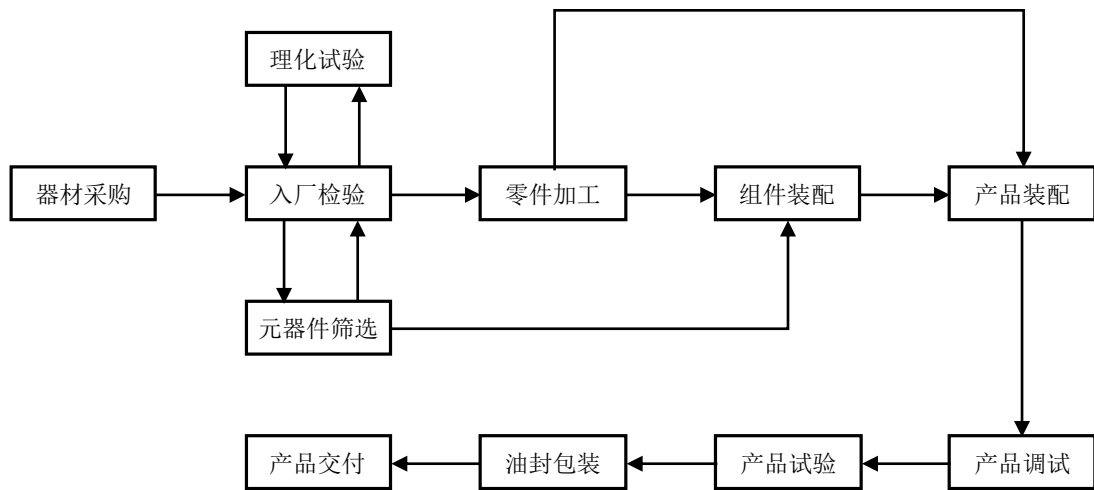 理化试验
器材采购
入厂检验
零件加工
组件装配
产品装配
元器件筛选
产品交付
油封包装
产品试验
产品调试